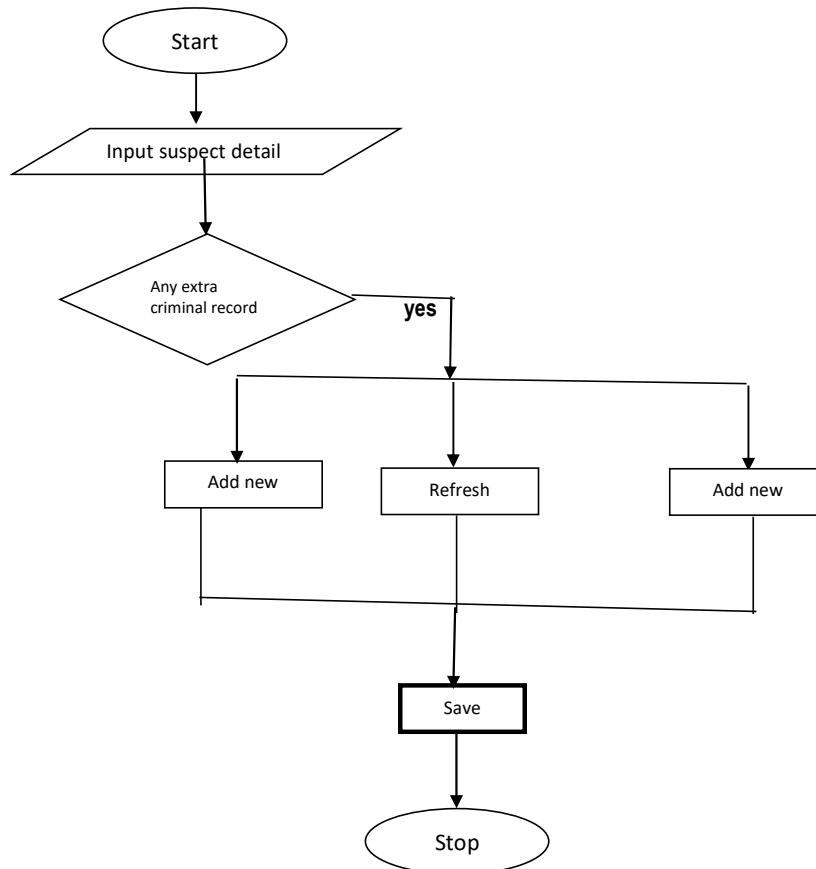 Start
Input suspect detail
Any extra
criminal record
yes
Add new
Refresh
Add new
Save
Stop